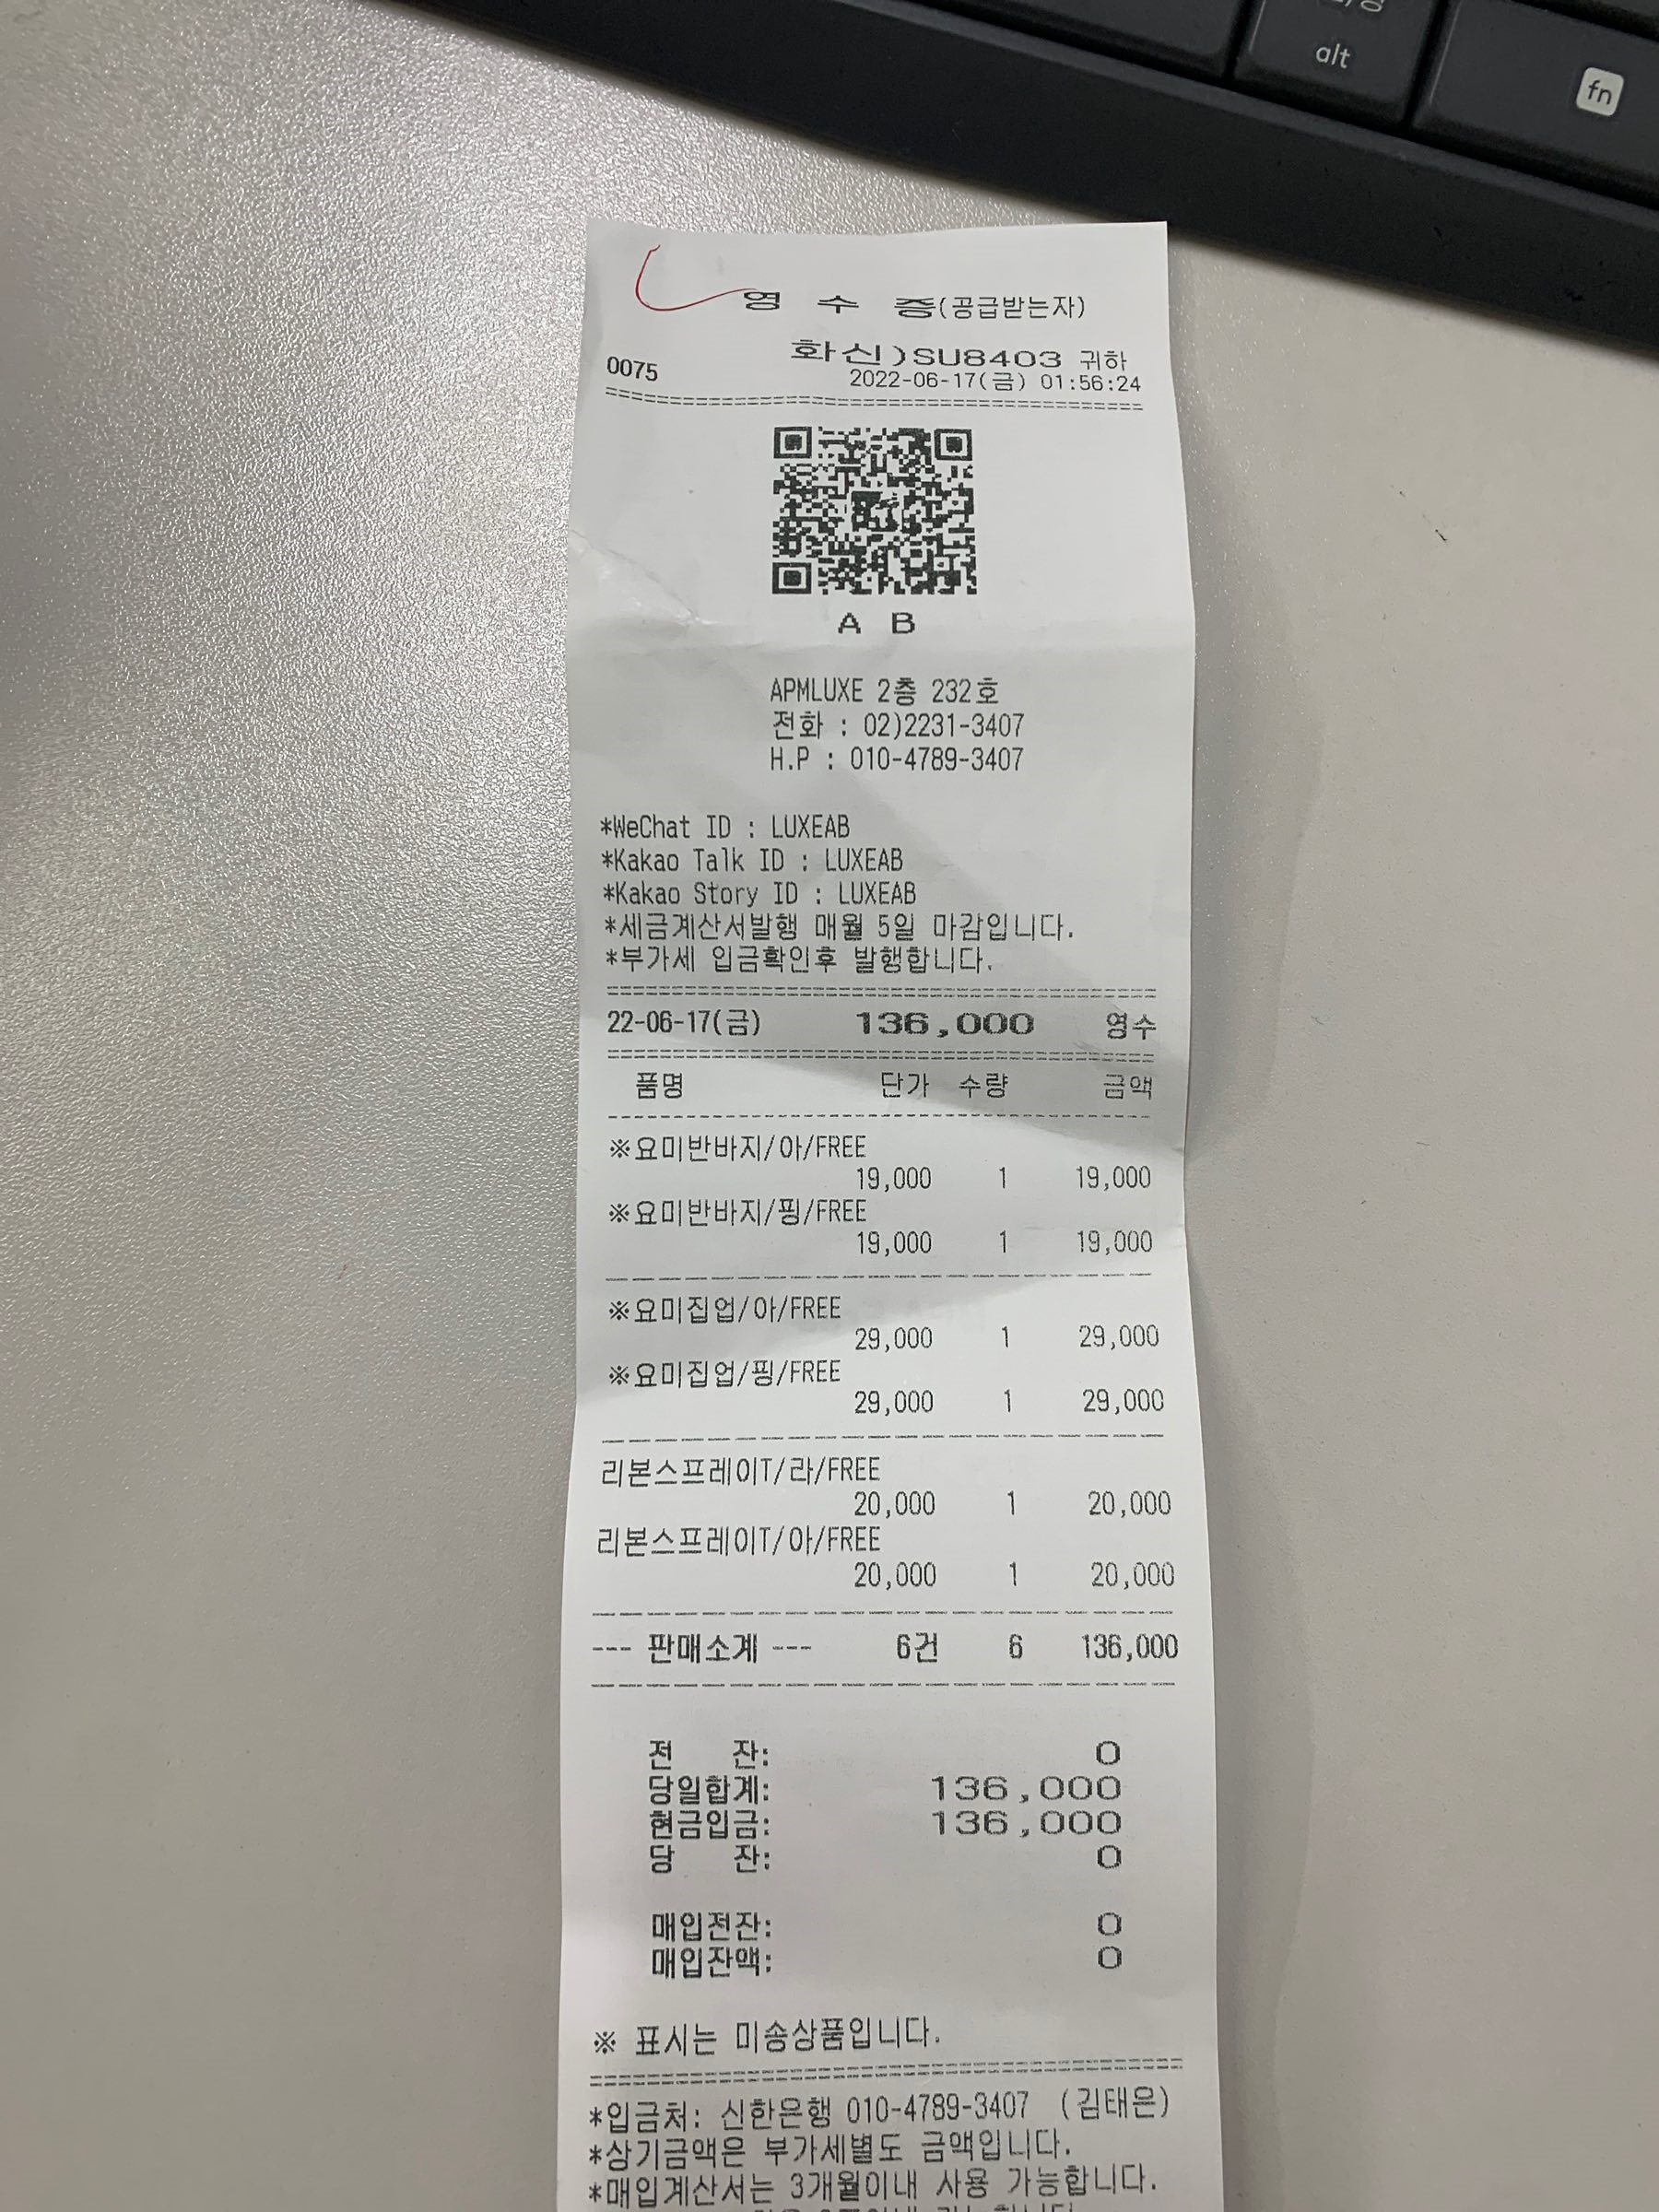 alt
fn
영 수 증(공급받는자)
화신)SU8403 귀하
0075 2022-06-17(금) 01:56:24
A B
APMLUXE 2층 232호
전화 : 02)2231-3407
H.P : 010-4789-3407
*WeChat ID : LUXEAB
*Kakao Talk ID : LUXEAB
*Kakao Story ID : LUXEAB
*세금계산서발행 매월 5일 마감입니다.
*부가세 입금확인후 발행합니다.
22-06-17(금) 136,000 영수
품명 단가 수량 금액
※요미반바지/아/FREE
19,000 1 19,000
※요미반바지/핑/FREE
19,000 1 19,000
※요미집업/아/FREE
29,000 1 29,000
※요미집업/핑/FREE
29,000 1 29,000
리본스프레이T/라/FREE
20,000 1 20,000
리본스프레이T/아/FREE
20,000 1 20,000
--- 판매소계 --- 6건 6 136,000
전 잔: 0
당일합계: 136,000
현금입금: 136,000
당 잔: 0
매입전잔: 0
매입잔액: 0
※ 표시는 미송상품입니다.
*입금처: 신한은행 010-4789-3407 (김태은)
*상기금액은 부가세별도 금액입니다.
*매입계산서는 3개월이내 사용 가능합니다.